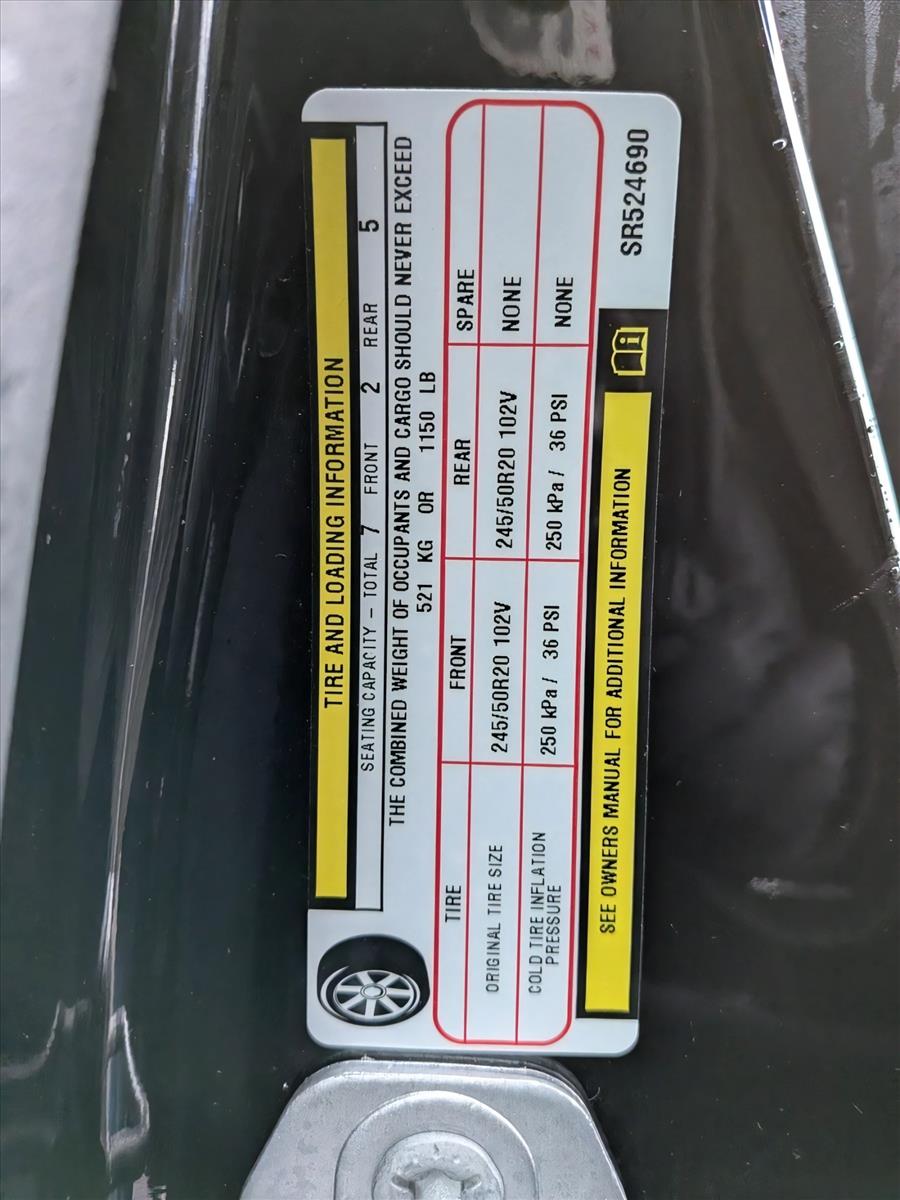 TIRE AND LOADING INFORMATION
SEATING CAPACITY – TOTAL 7 FRONT 2 REAR 5
THE COMBINED WEIGHT OF OCCUPANTS AND CARGO SHOULD NEVER EXCEED
521 KG OR 1150 LB
TIRE FRONT REAR SPARE
ORIGINAL TIRE SIZE 245/50R20 102V 245/50R20 102V NONE
COLD TIRE INFLATION
PRESSURE 250 kPa / 36 PSI 250 kPa / 36 PSI NONE
SEE OWNERS MANUAL FOR ADDITIONAL INFORMATION
SR524690